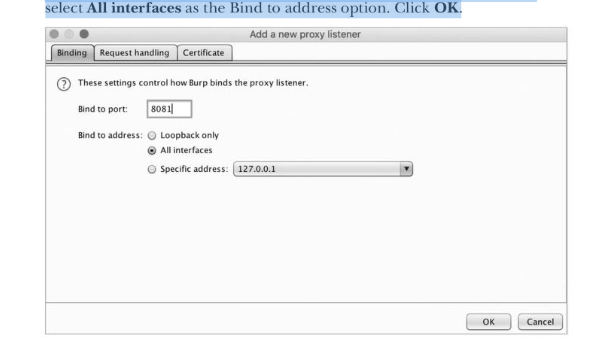 select All interfaces as the Bind to address option. Click OK.
Add a new proxy listener
Binding Request handling Certificate
? These settings control how Burp binds the proxy listener.
Bind to port: 8081
Bind to address: Loopback only
All interfaces
Specific address: 127.0.0.1
OK Cancel